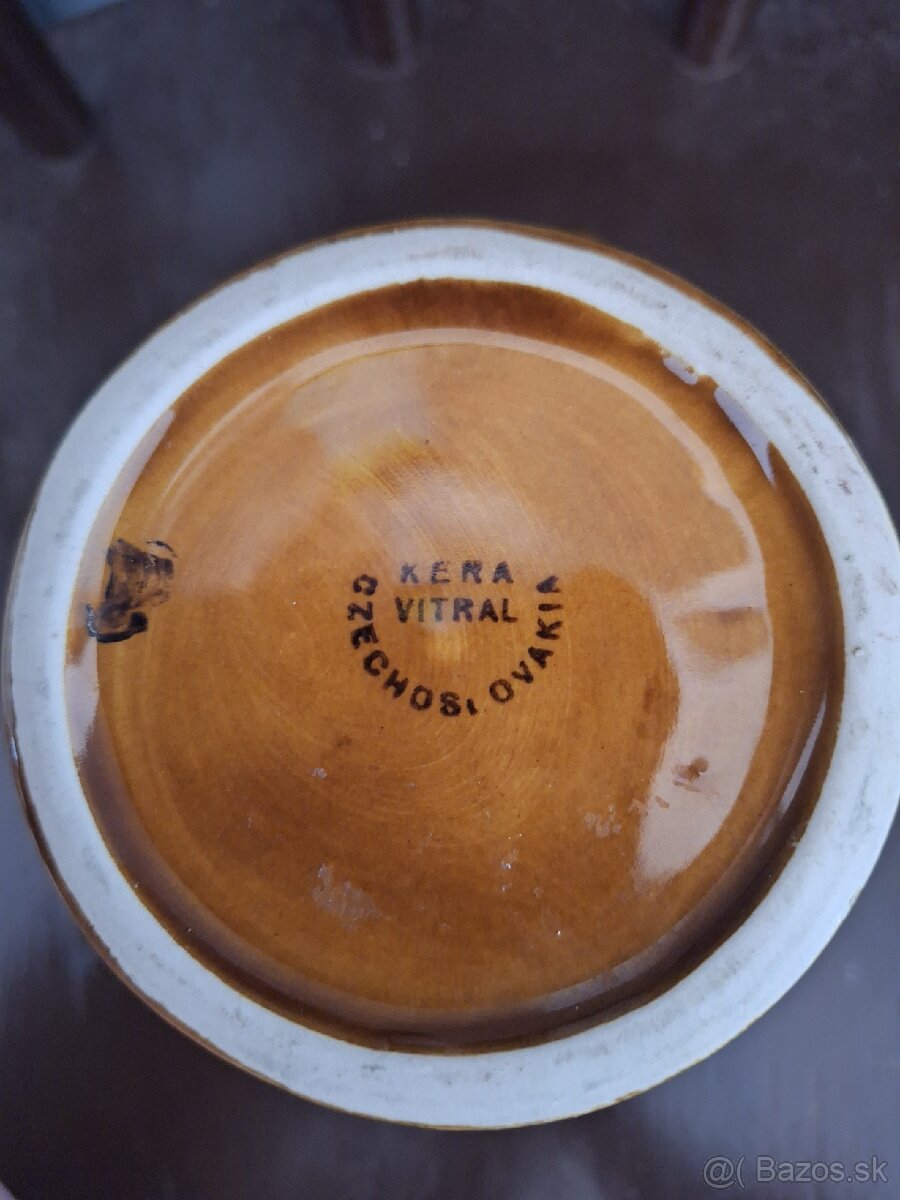 KERA
VITRAL
CZECHOSLOVAKIA
@( Bazos.sk